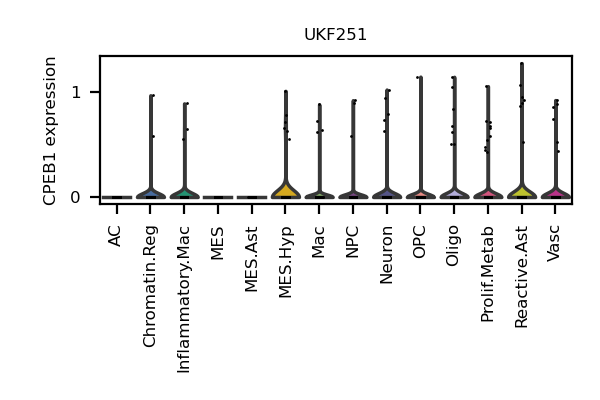 UKF251
CPEB1 expression
1
0
AC
Chromatin.Reg
Inflammatory.Mac
MES
MES.Ast
MES.Hyp
Mac
NPC
Neuron
OPC
Oligo
Prolif.Metab
Reactive.Ast
Vasc